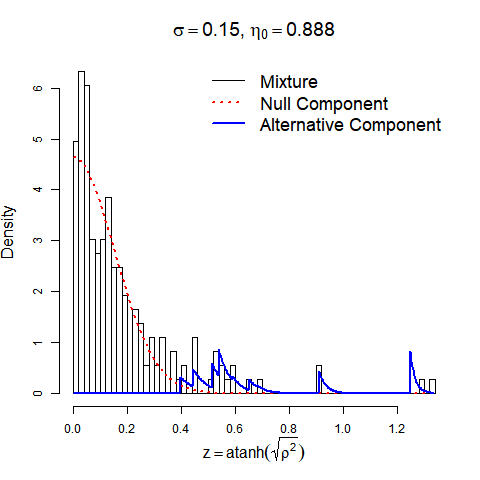 σ = 0.15, η₀ = 0.888
Mixture
Null Component
Alternative Component
Density
0
1
2
3
4
5
6
0.0 0.2 0.4 0.6 0.8 1.0 1.2
z = atanh(√ρ²)